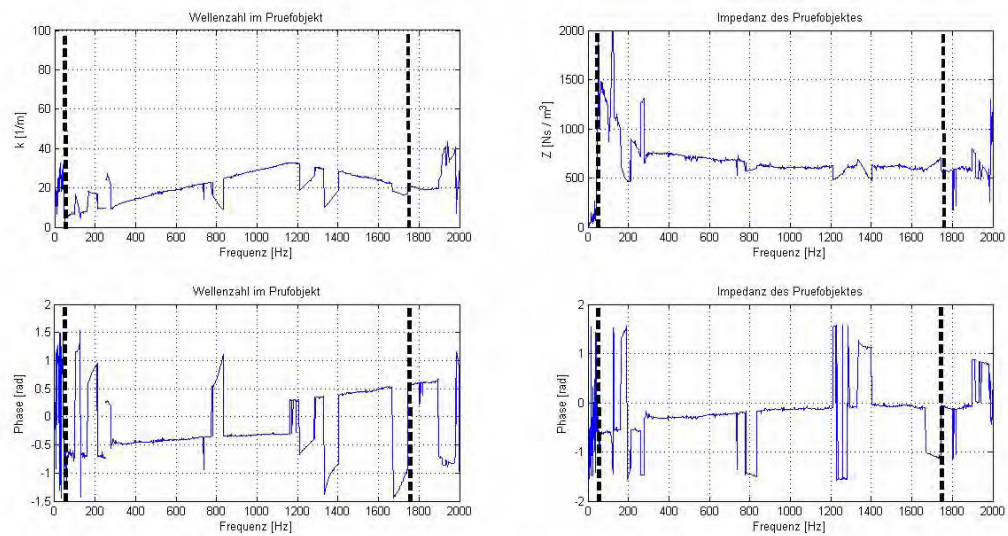 Wellenzahl im Pruefobjekt
100
80
60
40
20
0
k [1/m]
0 200 400 600 800 1000 1200 1400 1600 1800 2000
Frequenz [Hz]
Impedanz des Pruefobjektes
2000
1500
1000
500
0
Z [Ns / m³]
0 200 400 600 800 1000 1200 1400 1600 1800 2000
Frequenz [Hz]
Wellenzahl im Prufobjekt
2
1.5
1
0.5
0
-0.5
-1
-1.5
Phase [rad]
0 200 400 600 800 1000 1200 1400 1600 1800 2000
Frequenz [Hz]
Impedanz des Pruefobjektes
2
1
0
-1
-2
Phase [rad]
0 200 400 600 800 1000 1200 1400 1600 1800 2000
Frequenz [Hz]